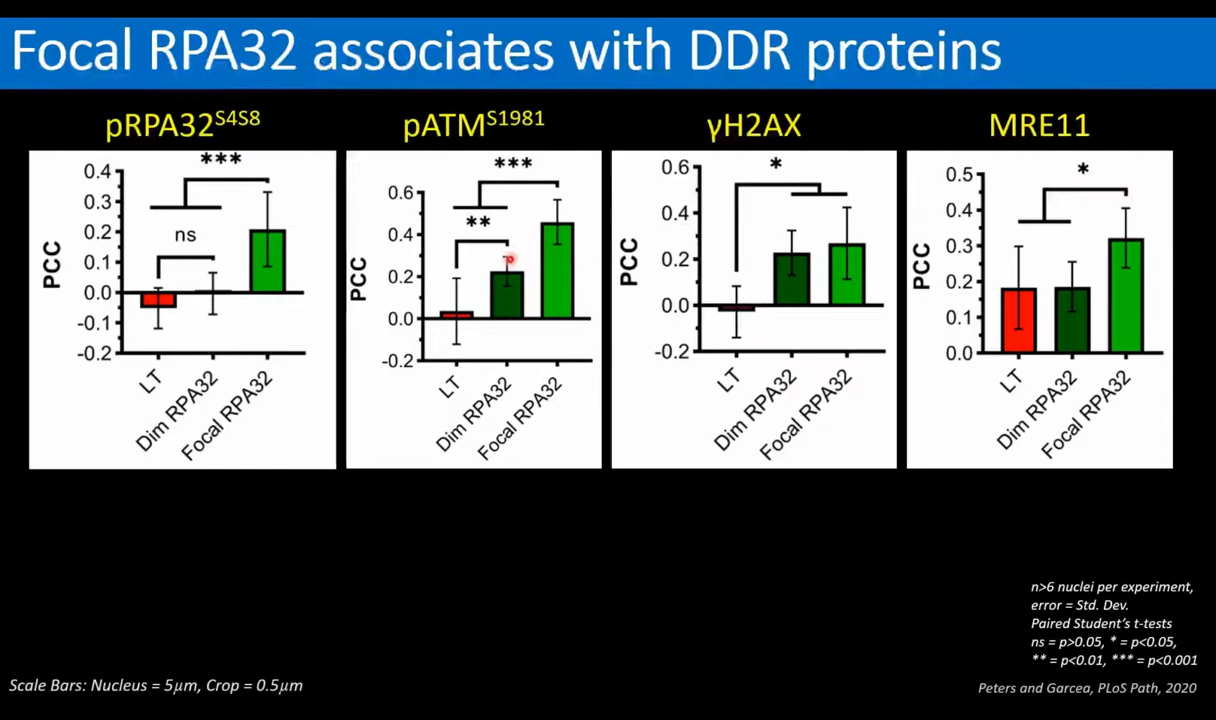 Focal RPA32 associates with DDR proteins
pRPA32S4S8
pATMS1981
γH2AX
MRE11
***
ns
PCC
0.4
0.3
0.2
0.1
0.0
-0.1
-0.2
LT
Dim RPA32
Focal RPA32
***
**
PCC
0.6
0.4
0.2
0.0
-0.2
LT
Dim RPA32
Focal RPA32
*
PCC
0.6
0.4
0.2
0.0
-0.2
LT
Dim RPA32
Focal RPA32
*
PCC
0.5
0.4
0.3
0.2
0.1
0.0
LT
Dim RPA32
Focal RPA32
n>6 nuclei per experiment,
error = Std. Dev.
Paired Student’s t-tests
ns = p>0.05, * = p<0.05,
** = p<0.01, *** = p<0.001
Scale Bars: Nucleus = 5μm, Crop = 0.5μm
Peters and Garcea, PLoS Path, 2020